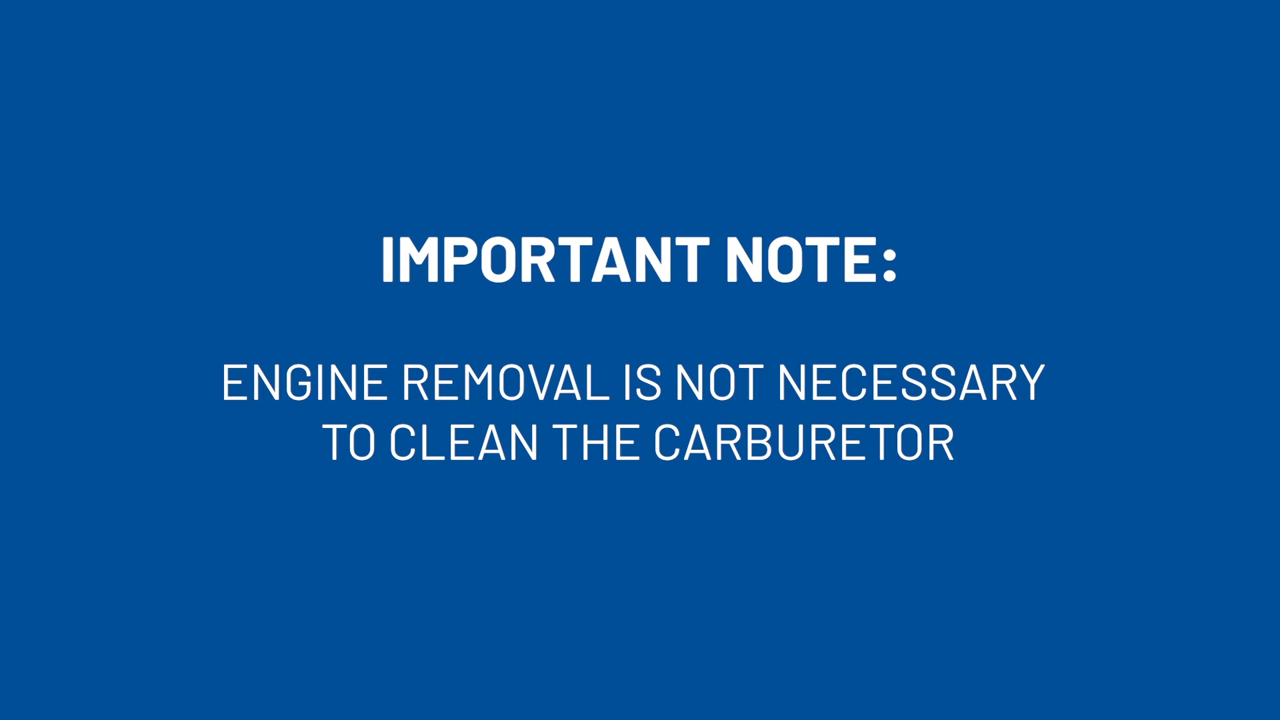 IMPORTANT NOTE:
ENGINE REMOVAL IS NOT NECESSARY
TO CLEAN THE CARBURETOR